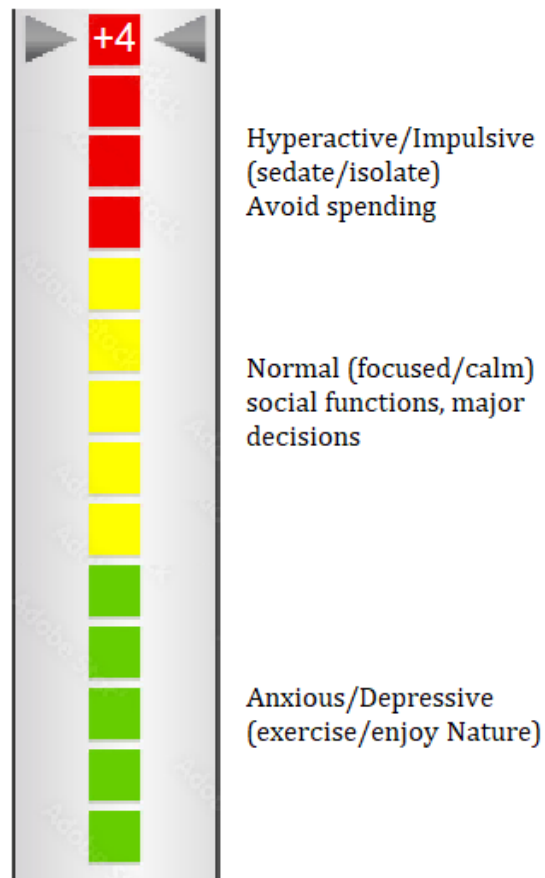 +4
Hyperactive/Impulsive
(sedate/isolate)
Avoid spending
Normal (focused/calm)
social functions, major
decisions
Anxious/Depressive
(exercise/enjoy Nature)